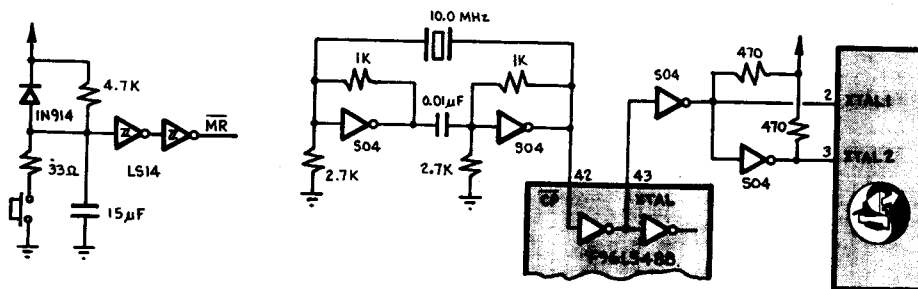 4.7K
1N914
MR
33Ω
LS14
15µF
10.0 MHz
1K
1K
0.01µF
S04
S04
2.7K
2.7K
42
43
CP
XTAL
F96LS488
S04
470
470
S04
2
XTAL1
3
XTAL2